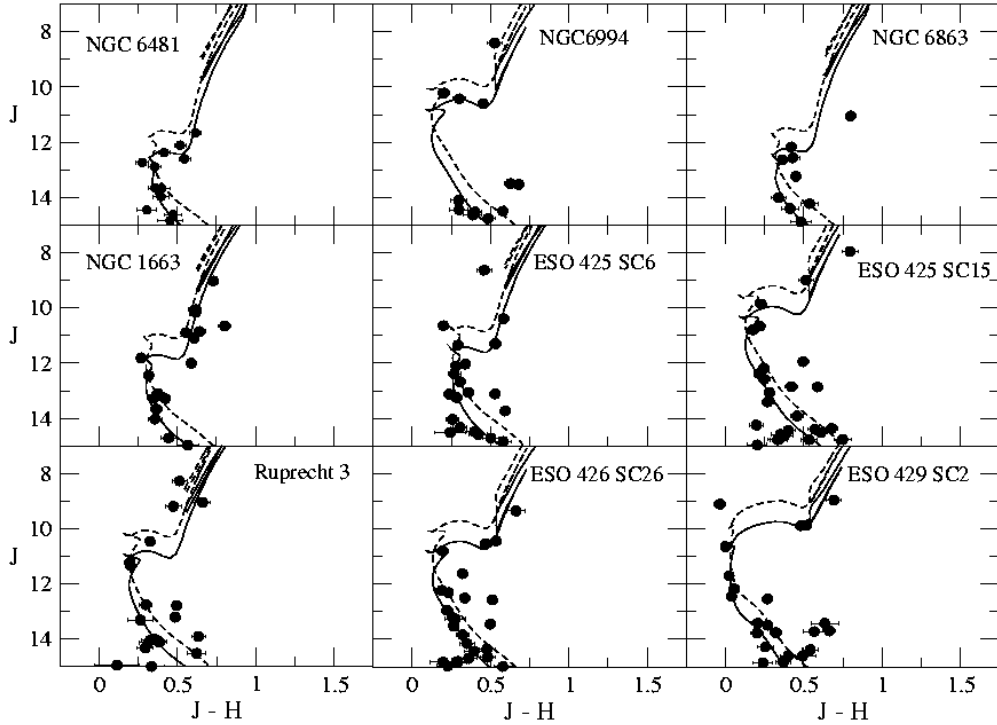 8
10
12
14
J
NGC 6481
NGC6994
NGC 6863
8
10
12
14
J
NGC 1663
ESO 425 SC6
ESO 425 SC15
8
10
12
14
J
Ruprecht 3
ESO 426 SC26
ESO 429 SC2
0 0.5 1 1.5
0 0.5 1 1.5
0 0.5 1 1.5
J - H
J - H
J - H